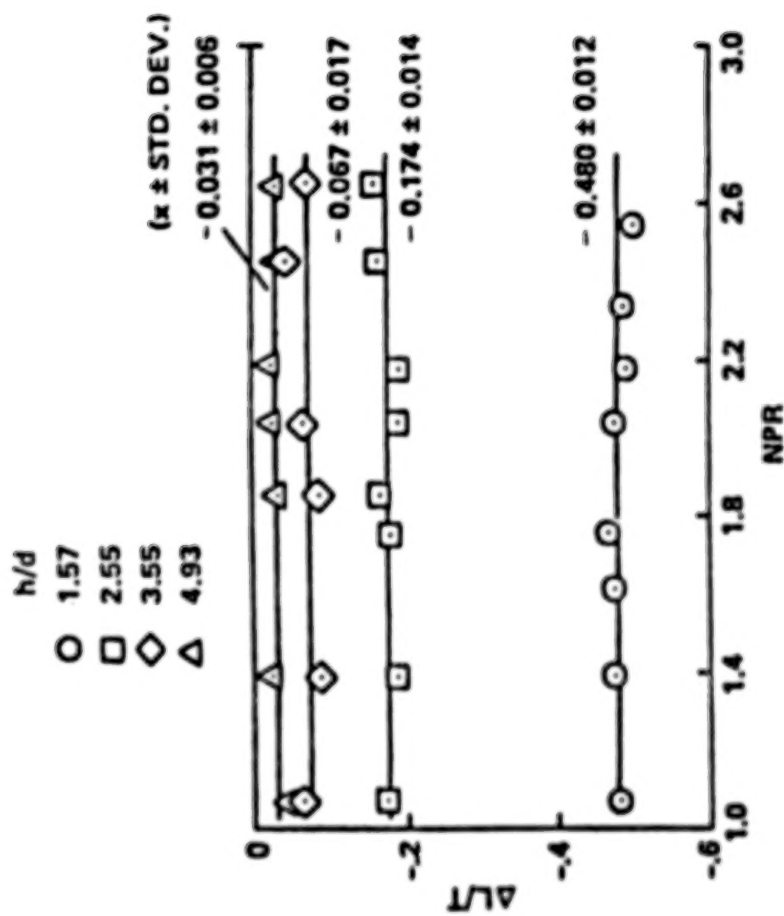 h/d
1.57
2.55
3.55
4.93
(x ± STD. DEV.)
- 0.031 ± 0.006
- 0.067 ± 0.017
- 0.174 ± 0.014
- 0.480 ± 0.012
0
-.2
-.4
-.6
ΔL/T
1.0
1.4
1.8
2.2
2.6
3.0
NPR